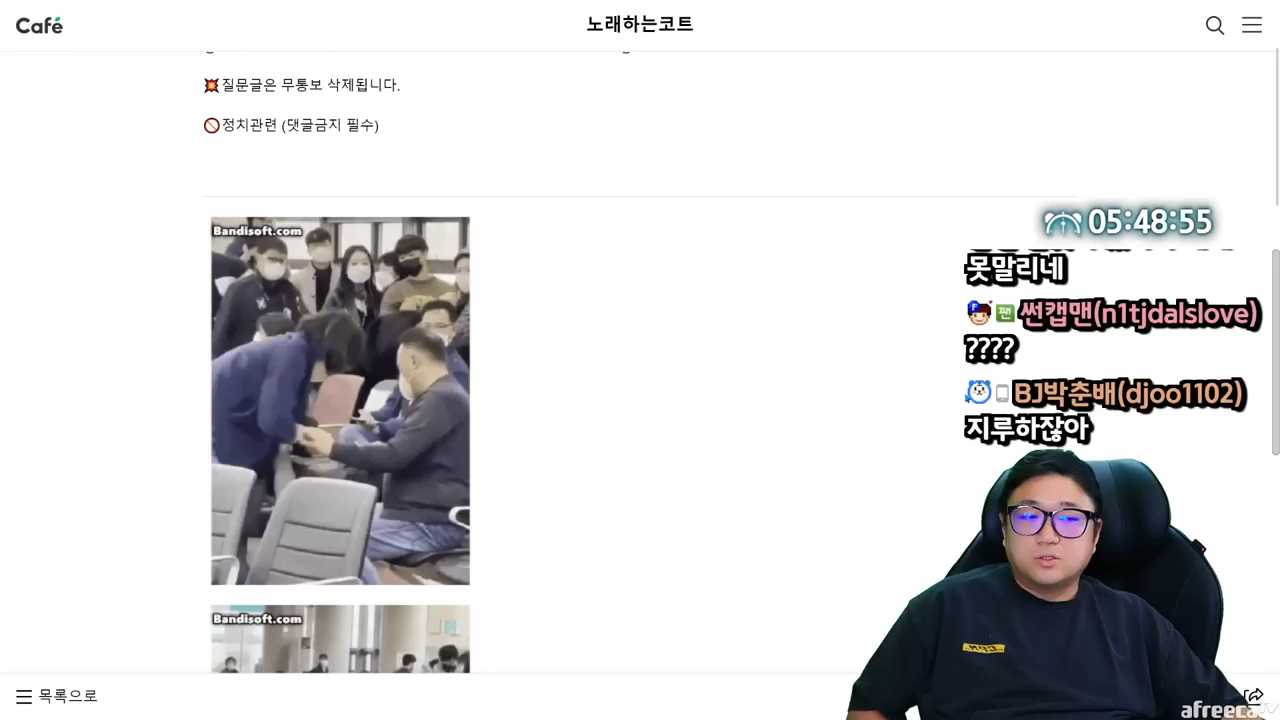 Café
노래하는코트
질문글은 무통보 삭제됩니다.
정치관련 (댓글금지 필수)
Bandisoft.com
05:48:55
못말리네
팬 썬캡맨(n1tjdalslove)
????
BJ박춘배(djoo1102)
지루하잖아
Bandisoft.com
목록으로
afreecaTV